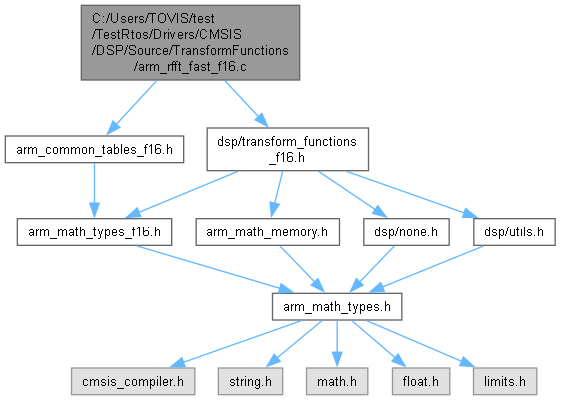 C:/Users/TOVIS/test
/TestRtos/Drivers/CMSIS
/DSP/Source/TransformFunctions
/arm_rfft_fast_f16.c
arm_common_tables_f16.h
dsp/transform_functions
_f16.h
arm_math_types_f16.h
arm_math_memory.h
dsp/none.h
dsp/utils.h
arm_math_types.h
cmsis_compiler.h
string.h
math.h
float.h
limits.h